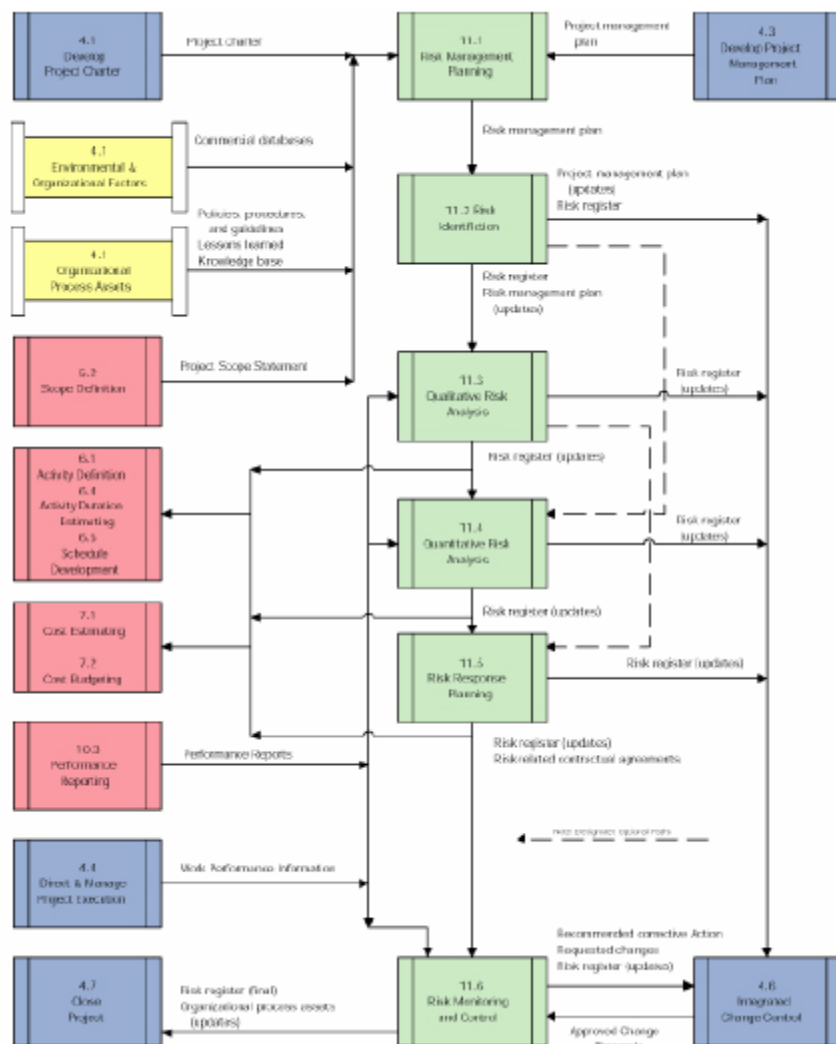 4.1
Develop
Project Charter
Project charter
11.1
Risk Management
Planning
Project management
plan
4.3
Develop Project
Management
Plan
Risk management plan
4.1
Environmental &
Organizational Factors
Commercial databases
11.2 Risk
Project management plan
(updates)
Risk register
Policies, procedures,
and guidelines
Lessons learned
Knowledge base
4.1
Organizational
Process Assets
Risk register
Risk management plan
(updates)
5.2
Scope Definition
Project Scope Statement
11.3
Qualitative Risk
Analysis
Risk register
(updates)
Risk register (updates)
6.1
Activity Definition
6.4
Activity Duration
Estimating
6.5
Schedule
Development
11.4
Quantitative Risk
Analysis
Risk register
(updates)
Risk register (updates)
7.1
Cost Estimating
7.2
Cost Budgeting
11.5
Risk Response
Planning
Risk register (updates)
Risk register (updates)
Risk related contractual agreements
10.3
Performance
Reporting
Performance Reports
4.4
Direct & Manage
Project Execution
Work Performance Information
Recommended corrective Action
Requested changes
Risk register (updates)
4.7
Close
Project
Risk register (final)
Organizational process assets
(updates)
11.6
Risk Monitoring
and Control
4.6
Integrated
Change Control
Approved Change